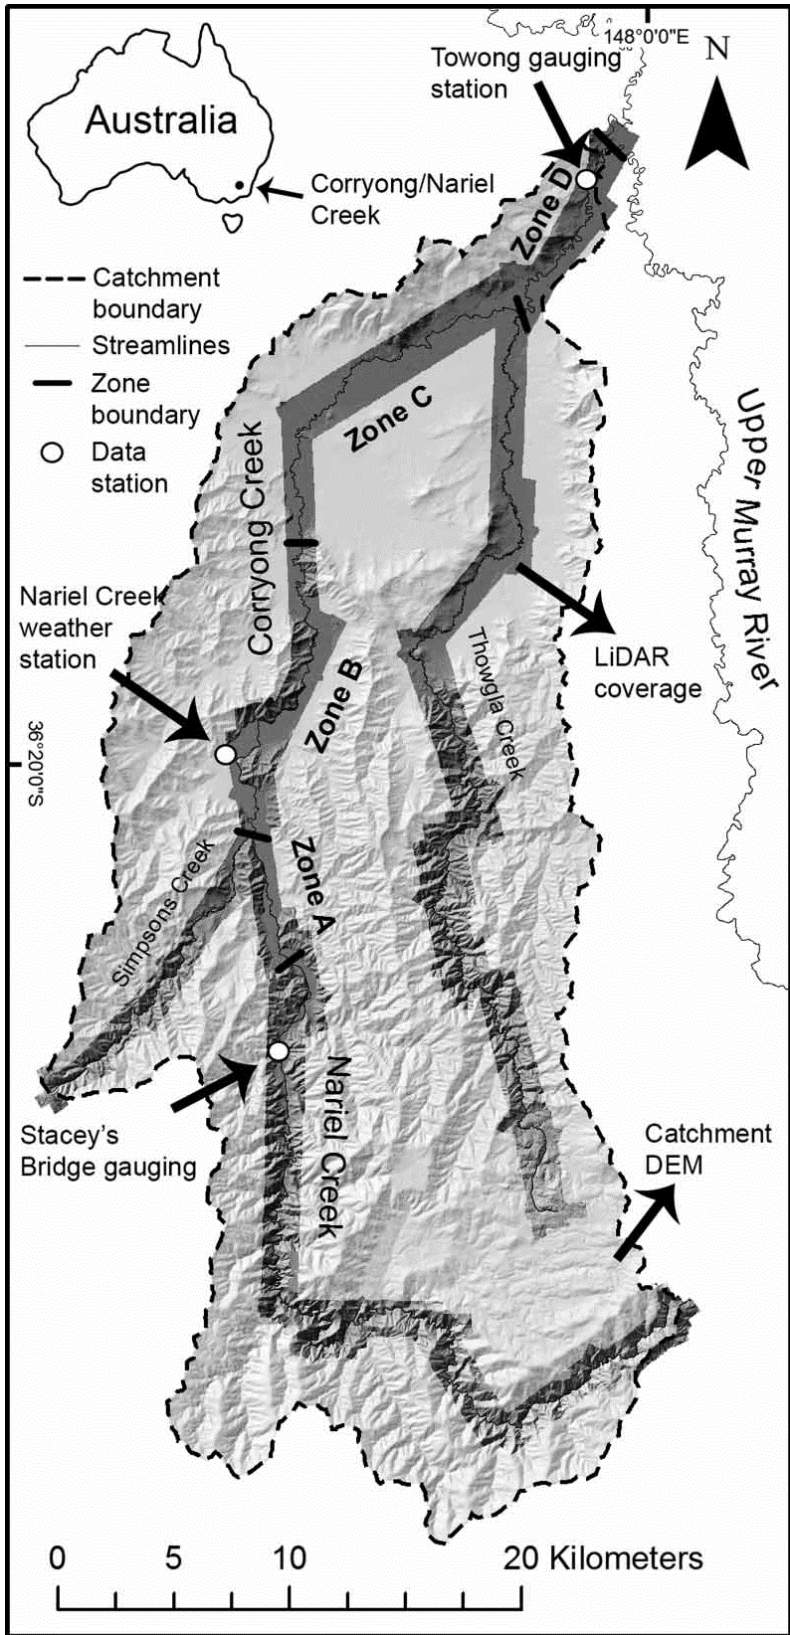 148°0'0"E
N
Towong gauging
station
Australia
Corryong/Nariel
Creek
Zone D
Catchment
boundary
Streamlines
Zone
boundary
Data
station
Zone C
Corryong Creek
Upper Murray River
Nariel Creek
weather
station
LiDAR
coverage
Thowgla Creek
Zone B
36°20'0"S
Zone A
Simpsons Creek
Nariel Creek
Stacey's
Bridge gauging
Catchment
DEM
0 5 10 20 Kilometers